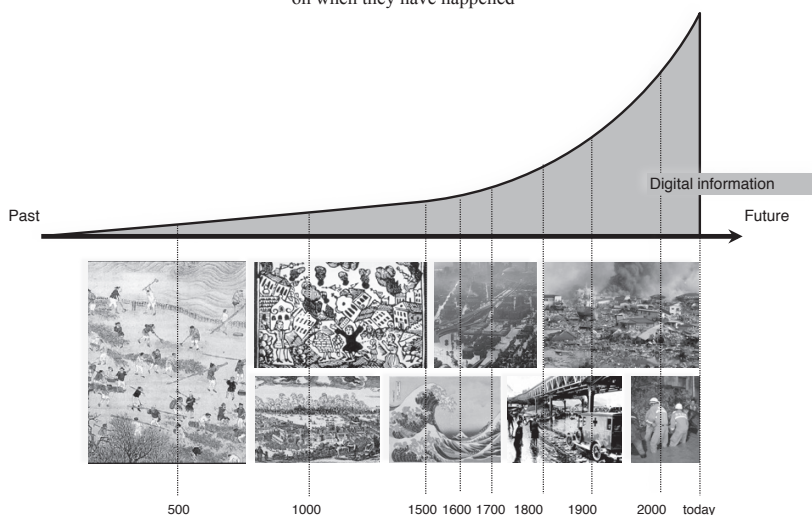 on when they have happened
Digital information
Past
Future
500
1000
1500 1600 1700 1800 1900 2000 today